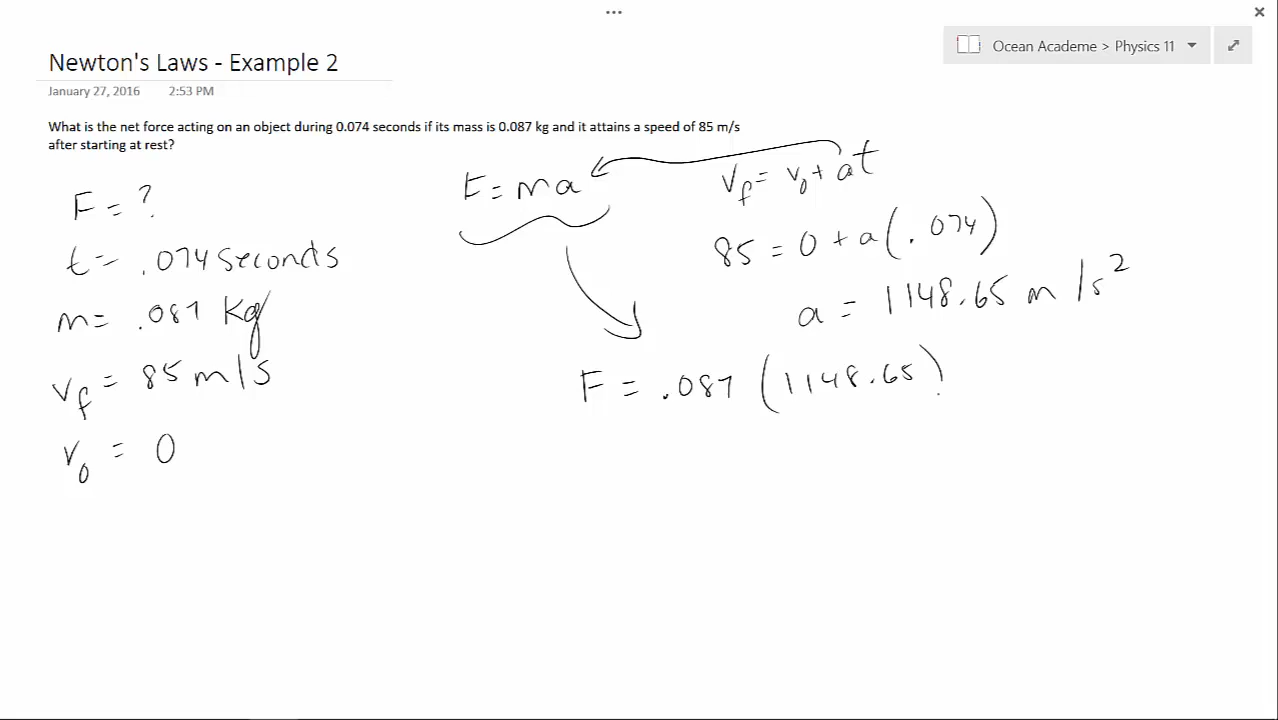 Ocean Academe > Physics 11
Newton's Laws - Example 2
January 27, 2016 2:53 PM
What is the net force acting on an object during 0.074 seconds if its mass is 0.087 kg and it attains a speed of 85 m/s
after starting at rest?
F = ?
t = .074 seconds
m = .087 Kg
vf = 85 m/s
v0 = 0
F = ma
vf = v0 + at
85 = 0 + a(.074)
a = 1148.65 m/s²
F = .087 (1148.65)